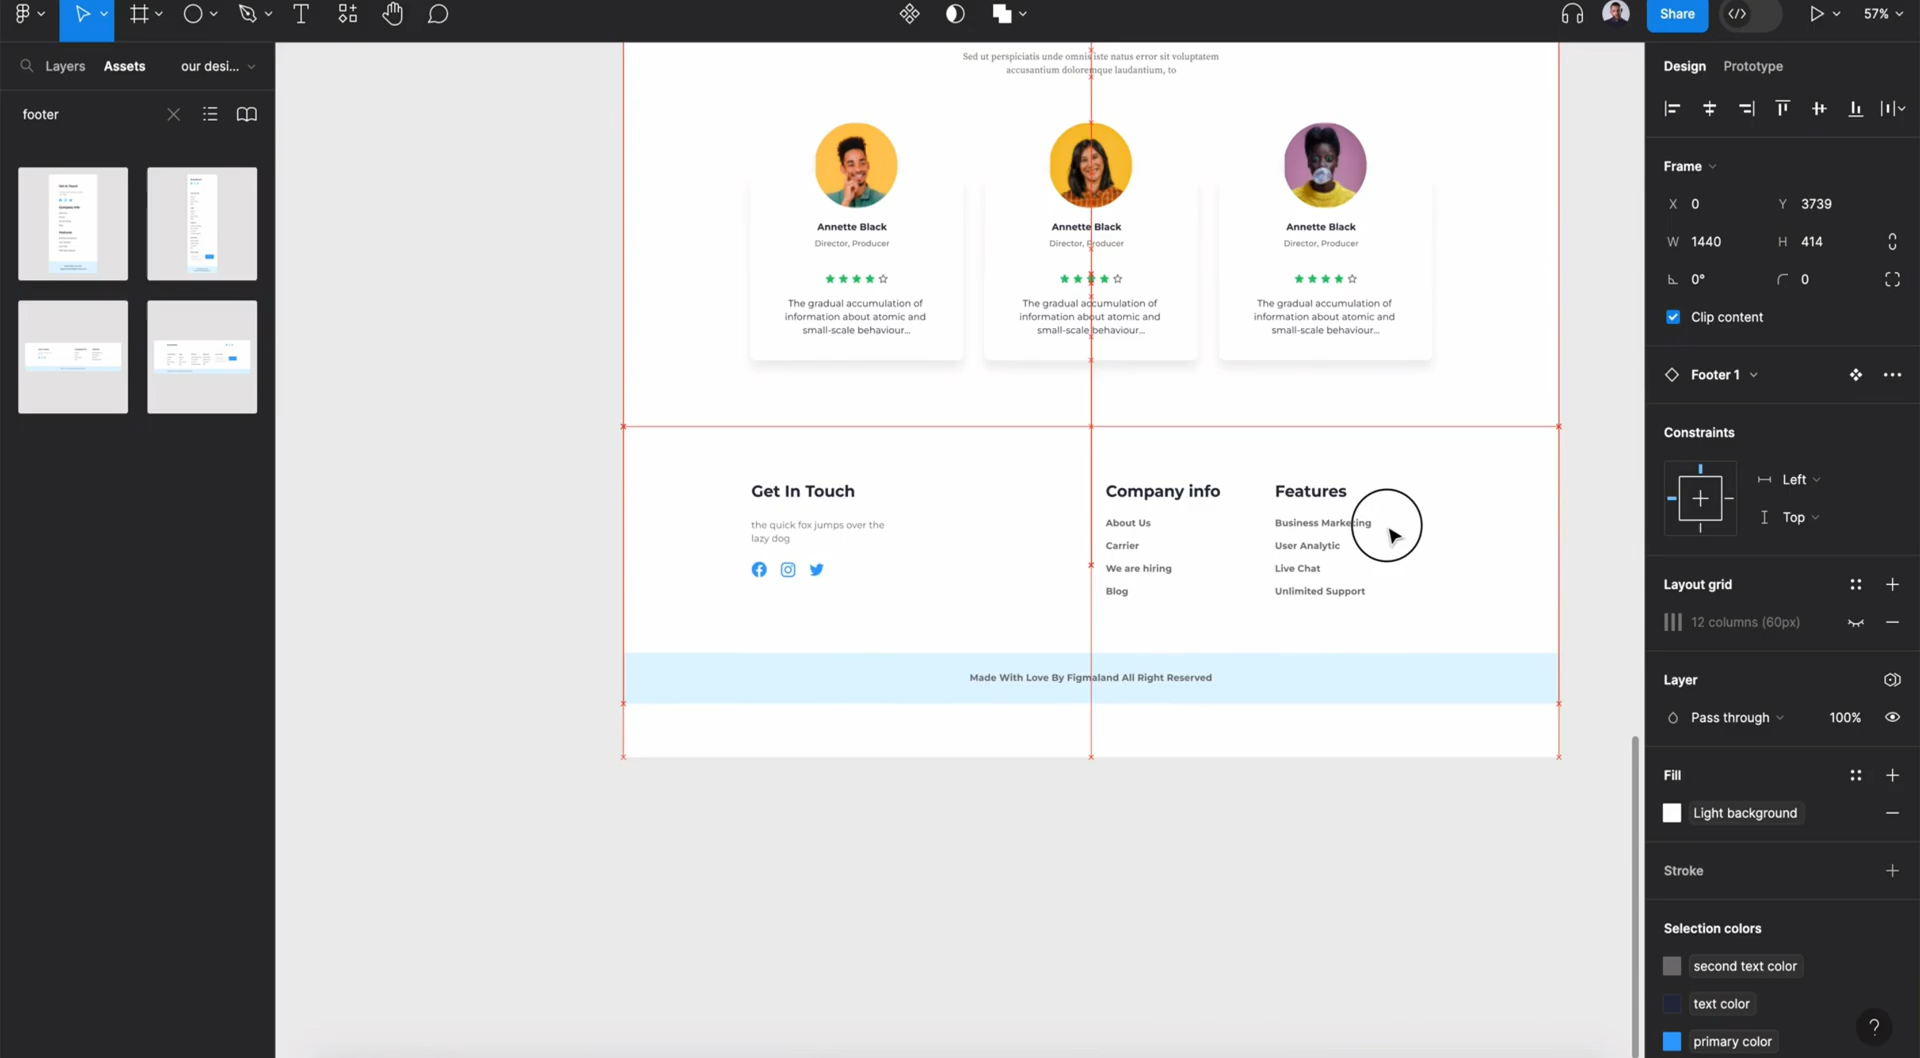 Share
57%
Layers
Assets
our desi...
footer
Design
Prototype
Frame
X 0
Y 3739
W 1440
H 414
0°
0
Clip content
Footer 1
Constraints
Left
Top
Layout grid
12 columns (60px)
Layer
Pass through
100%
Fill
Light background
Stroke
Selection colors
second text color
text color
primary color
?
Sed ut perspiciatis unde omnis iste natus error sit voluptatem
accusantium doloremque laudantium, to
Annette Black
Director, Producer
The gradual accumulation of
information about atomic and
small-scale behaviour...
Annette Black
Director, Producer
The gradual accumulation of
information about atomic and
small-scale behaviour...
Annette Black
Director, Producer
The gradual accumulation of
information about atomic and
small-scale behaviour...
Get In Touch
the quick fox jumps over the
lazy dog
Company info
About Us
Carrier
We are hiring
Blog
Features
Business Marketing
User Analytic
Live Chat
Unlimited Support
Made With Love By Figmaland All Right Reserved
Get In Touch
Company Info
Features